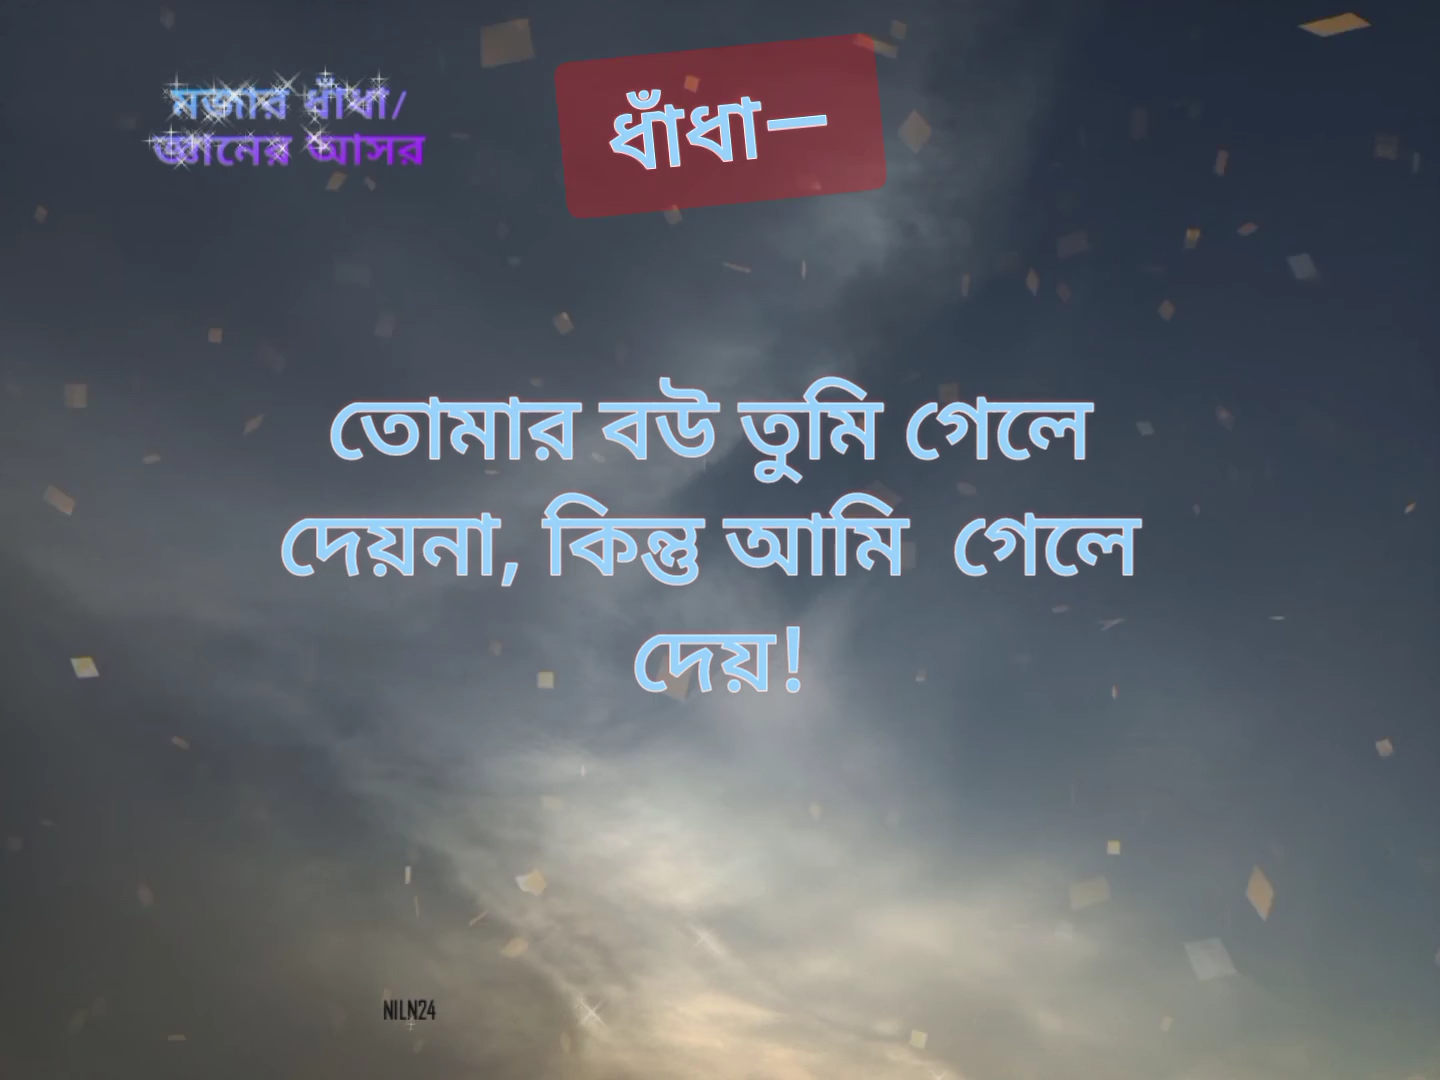 মজার ধাঁধা/
জ্ঞানের আসর
ধাঁধা—
তোমার বউ তুমি গেলে
দেয়না, কিন্তু আমি গেলে
দেয়!
NILN24